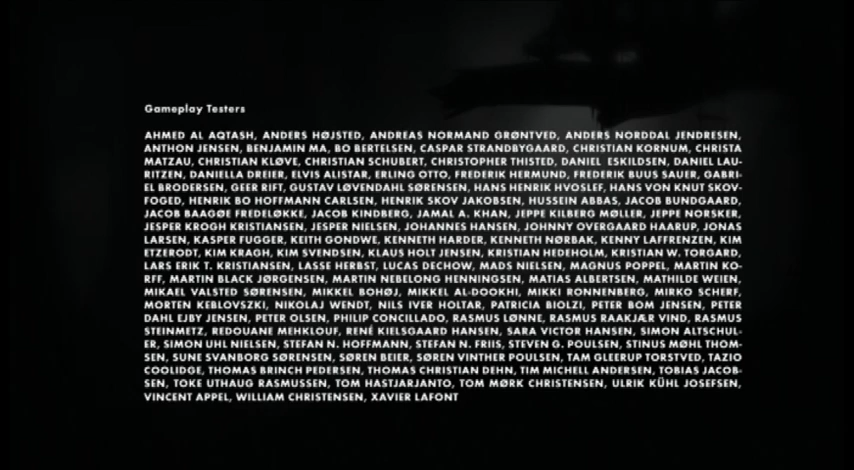 Gameplay Testers
AHMED AL AQTASH, ANDERS HØJSTED, ANDREAS NORMAND GRØNTVED, ANDERS NORDDAL JENDRESEN,
ANTHON JENSEN, BENJAMIN MA, BO BERTELSEN, CASPAR STRANDBYGAARD, CHRISTIAN KORNUM, CHRISTA
MATZAU, CHRISTIAN KLØVE, CHRISTIAN SCHUBERT, CHRISTOPHER THISTED, DANIEL ESKILDSEN, DANIEL LAU-
RITZEN, DANIELLA DREIER, ELVIS ALISTAR, ERLING OTTO, FREDERIK HERMUND, FREDERIK BUUS SAUER, GABRI-
EL BRODERSEN, GEER RIFT, GUSTAV LØVENDAHL SØRENSEN, HANS HENRIK HVOSLEF, HANS VON KNUT SKOV-
FOGED, HENRIK BO HOFFMANN CARLSEN, HENRIK SKOV JAKOBSEN, HUSSEIN ABBAS, JACOB BUNDGAARD,
JACOB BAAGØE FREDELØKKE, JACOB KINDBERG, JAMAL A. KHAN, JEPPE KILBERG MØLLER, JEPPE NORSKER,
JESPER KROGH KRISTIANSEN, JESPER NIELSEN, JOHANNES HANSEN, JOHNNY OVERGAARD HAARUP, JONAS
LARSEN, KASPER FUGGER, KEITH GONDWE, KENNETH HARDER, KENNETH NØRBAK, KENNY LAFFRENZEN, KIM
ETZERODT, KIM KRAGH, KIM SVENDSEN, KLAUS HOLT JENSEN, KRISTIAN HEDEHOLM, KRISTIAN W. TORGARD,
LARS ERIK T. KRISTIANSEN, LASSE HERBST, LUCAS DECHOW, MADS NIELSEN, MAGNUS POPPEL, MARTIN KO-
RFF, MARTIN BLACK JØRGENSEN, MARTIN NEBELONG HENNINGSEN, MATIAS ALBERTSEN, MATHILDE WEIEN,
MIKAEL VALSTED SØRENSEN, MIKKEL BOHØJ, MIKKEL AL-DOOKHI, MIKKI RONNENBERG, MIRKO SCHERF,
MORTEN KEBLOVSZKI, NIKOLAJ WENDT, NILS IVER HOLTAR, PATRICIA BIOLZI, PETER BOM JENSEN, PETER
DAHL EJBY JENSEN, PETER OLSEN, PHILIP CONCILLADO, RASMUS LØNNE, RASMUS RAAKJÆR VIND, RASMUS
STEINMETZ, REDOUANE MEHKLOUF, RENÉ KIELSGAARD HANSEN, SARA VICTOR HANSEN, SIMON ALTSCHUL-
ER, SIMON UHL NIELSEN, STEFAN N. HOFFMANN, STEFAN N. FRIIS, STEVEN G. POULSEN, STINUS MØHL THOM-
SEN, SUNE SVANBORG SØRENSEN, SØREN BEIER, SØREN VINTHER POULSEN, TAM GLEERUP TORSTVED, TAZIO
COOLIDGE, THOMAS BRINCH PEDERSEN, THOMAS CHRISTIAN DEHN, TIM MICHELL ANDERSEN, TOBIAS JACOB-
SEN, TOKE UTHAUG RASMUSSEN, TOM HASTJARJANTO, TOM MØRK CHRISTENSEN, ULRIK KÜHL JOSEFSEN,
VINCENT APPEL, WILLIAM CHRISTENSEN, XAVIER LAFONT